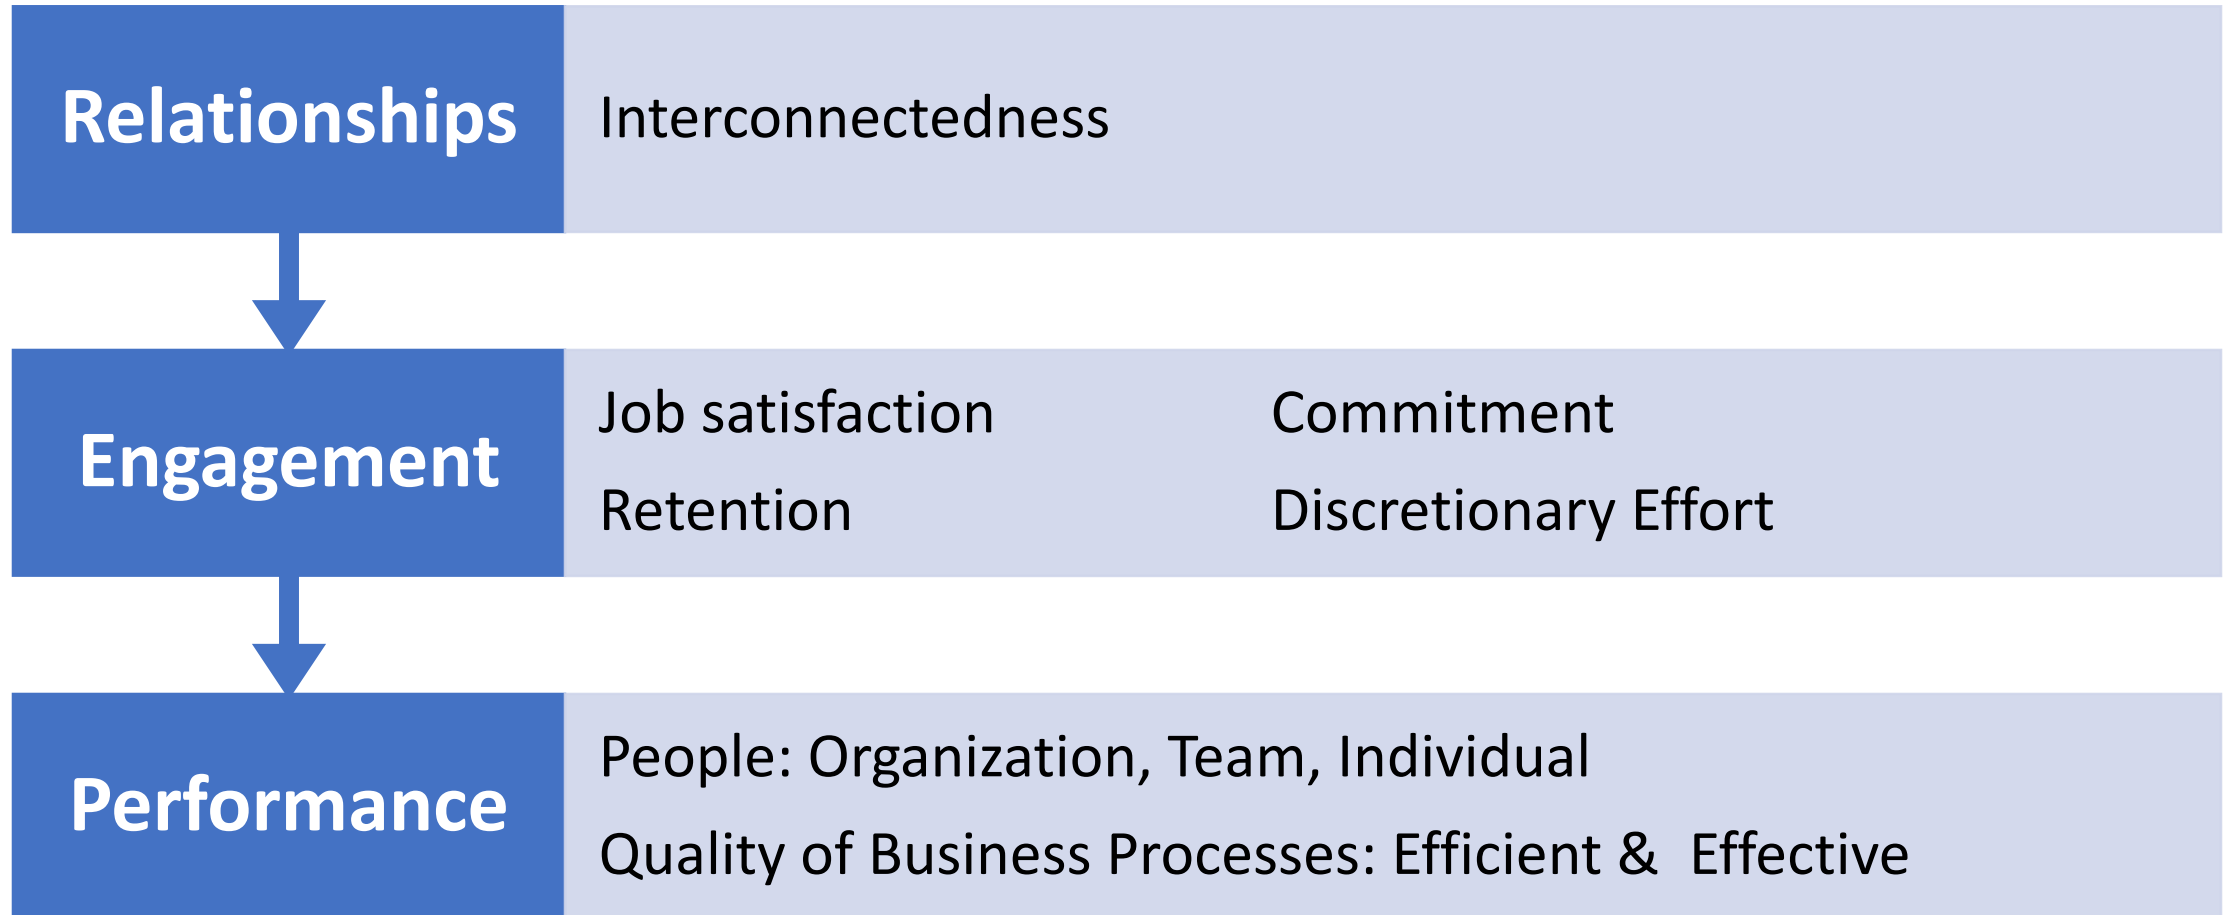 Relationships
Interconnectedness
Engagement
Job satisfaction
Commitment
Retention
Discretionary Effort
Performance
People: Organization, Team, Individual
Quality of Business Processes: Efficient &  Effective